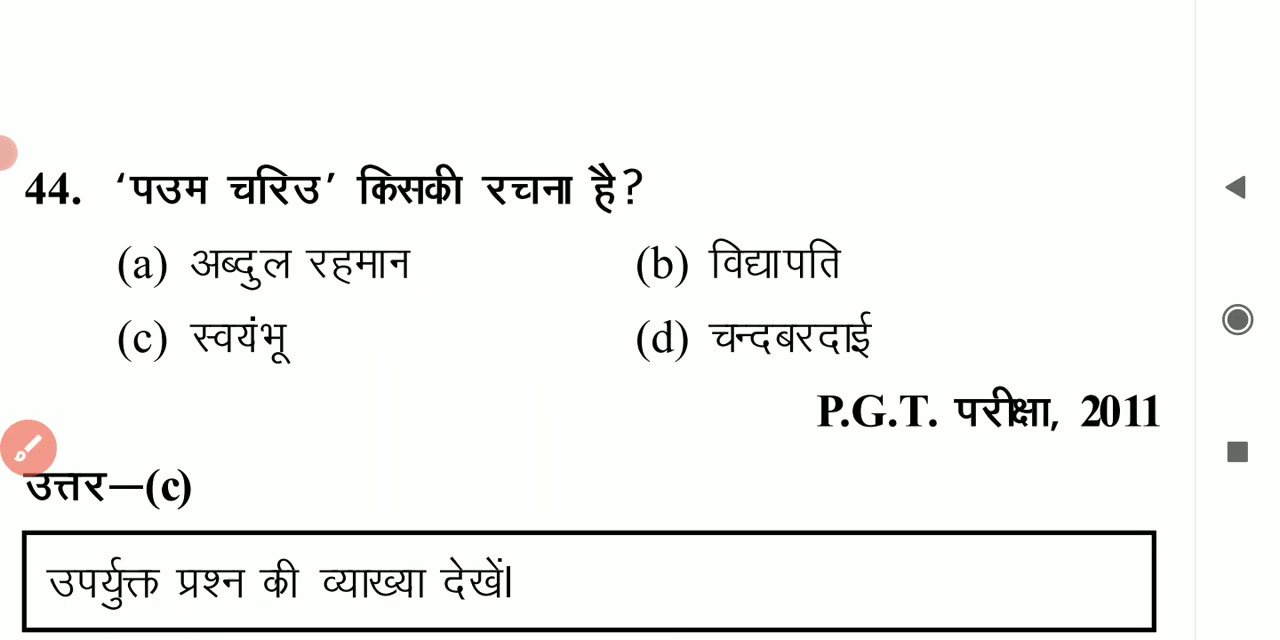 44. ‘पउम चरिउ’ किसकी रचना है?
(a) अब्दुल रहमान (b) विद्यापति
(c) स्वयंभू (d) चन्दबरदाई
P.G.T. परीक्षा, 2011
उत्तर—(c)
उपर्युक्त प्रश्न की व्याख्या देखें।